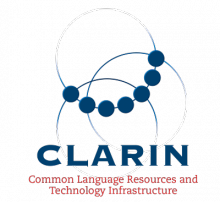 CLARIN
Common Language Resources and
Technology Infrastructure